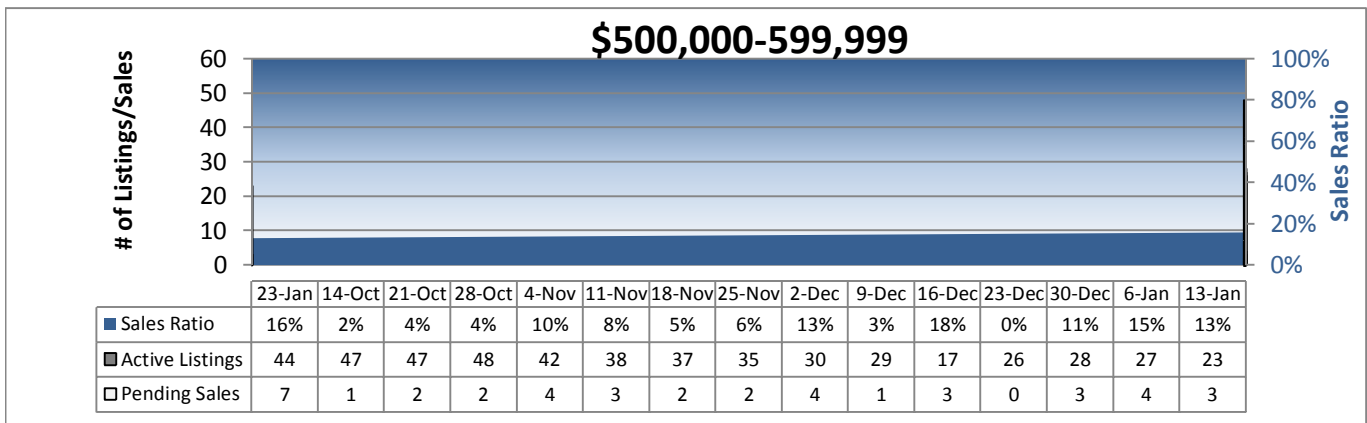 $500,000-599,999
# of Listings/Sales
60
50
40
30
20
10
0
100%
80%
60%
40%
20%
0%
Sales Ratio
23-Jan 14-Oct 21-Oct 28-Oct 4-Nov 11-Nov 18-Nov 25-Nov 2-Dec 9-Dec 16-Dec 23-Dec 30-Dec 6-Jan 13-Jan
Sales Ratio 16% 2% 4% 4% 10% 8% 5% 6% 13% 3% 18% 0% 11% 15% 13%
Active Listings 44 47 47 48 42 38 37 35 30 29 17 26 28 27 23
Pending Sales 7 1 2 2 4 3 2 2 4 1 3 0 3 4 3